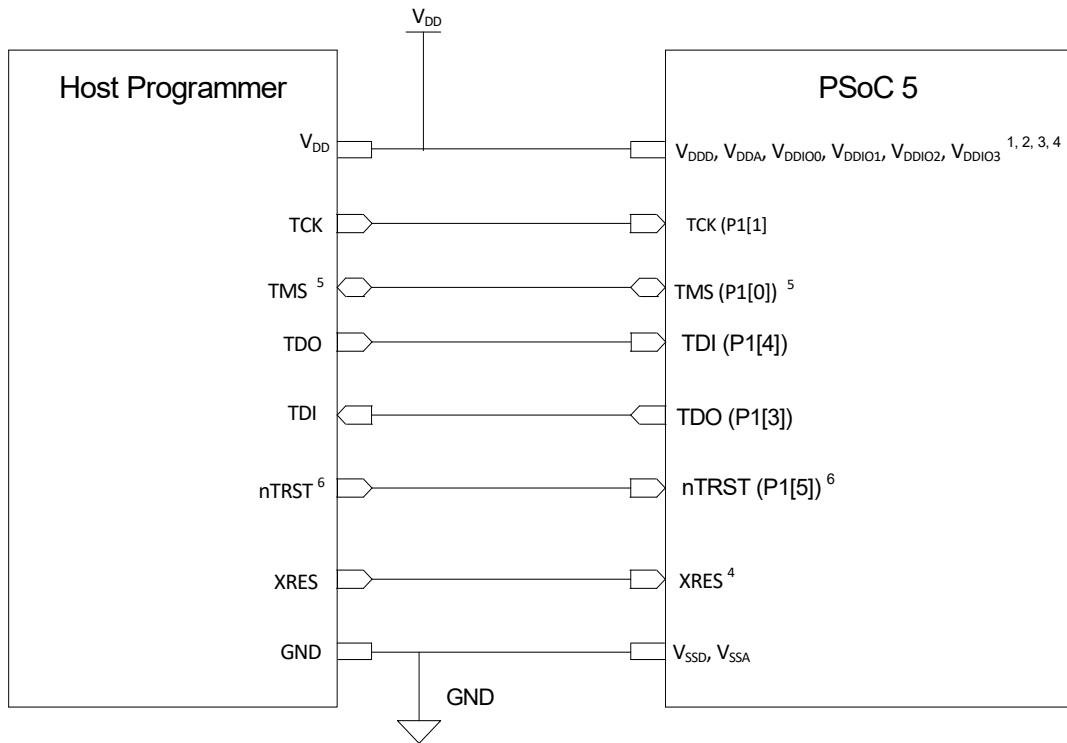 VDD
Host Programmer
PSoC 5
VDD
VDDD, VDDA, VDDIO0, VDDIO1, VDDIO2, VDDIO3 1, 2, 3, 4
TCK
TCK (P1[1]
TMS 5
TMS (P1[0]) 5
TDO
TDI (P1[4])
TDI
TDO (P1[3])
nTRST 6
nTRST (P1[5]) 6
XRES
XRES 4
GND
VSSD, VSSA
GND